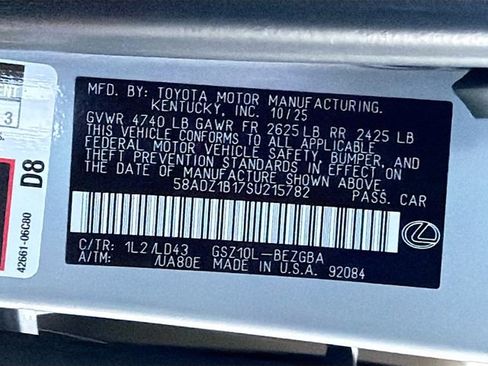 MFD. BY: TOYOTA MOTOR MANUFACTURING.
KENTUCKY, INC. 10/25
GVWR 4740 LB GAWR FR 2625 LB RR 2425 LB
THIS VEHICLE CONFORMS TO ALL APPLICABLE
FEDERAL MOTOR VEHICLE SAFETY, BUMPER, AND
THEFT PREVENTION STANDARDS IN EFFECT ON
THE DATE OF MANUFACTURE SHOWN ABOVE.
58ADZ1B17SU215782 PASS. CAR
C/TR: 1L2/LD43 GSZ10L-BEZGBA
A/TM: /UA80E MADE IN U.S.A. 92084
D8
42661-06C80
3